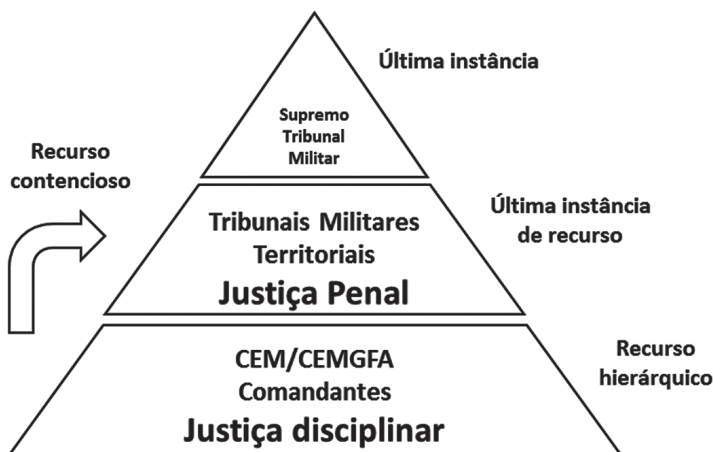 Última instância
Supremo
Tribunal
Militar
Recurso
contencioso
Tribunais Militares
Territoriais
Justiça Penal
Última instância
de recurso
CEM/CEMGFA
Comandantes
Justiça disciplinar
Recurso
hierárquico